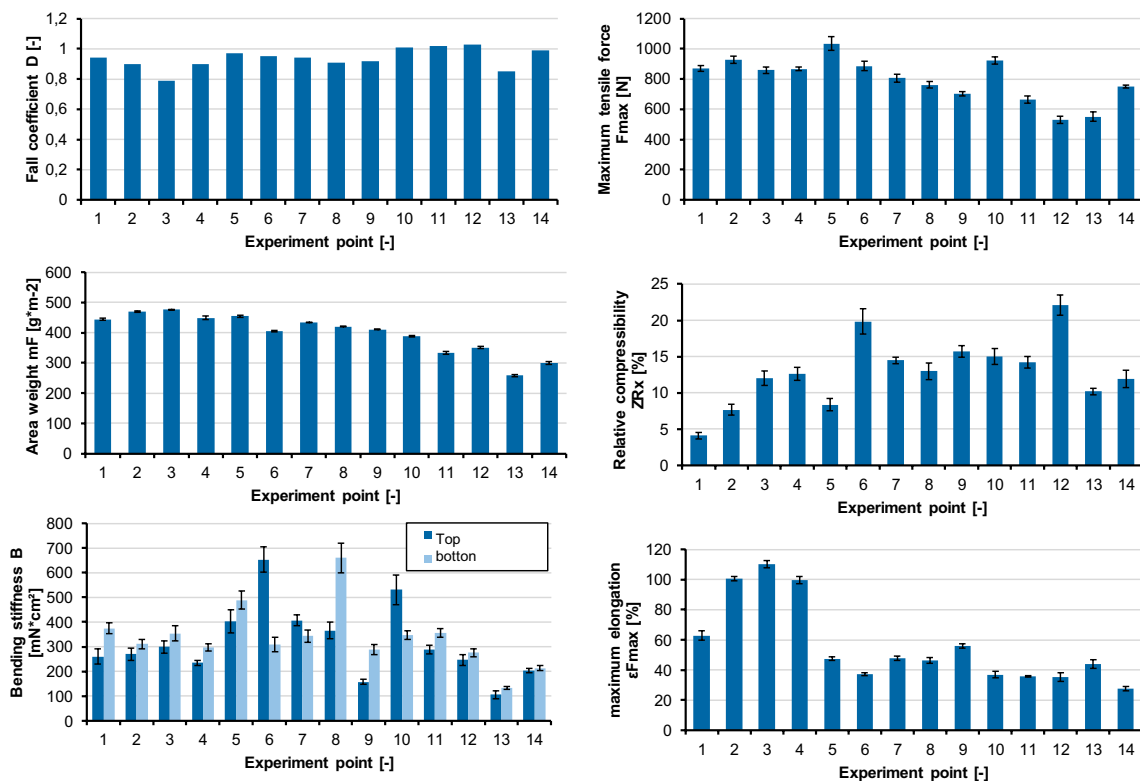 Fall coefficient D [-]
1,2
1
0,8
0,6
0,4
0,2
0
1 2 3 4 5 6 7 8 9 10 11 12 13 14
Experiment point [-]
Maximum tensile force
Fmax [N]
1200
1000
800
600
400
200
0
1 2 3 4 5 6 7 8 9 10 11 12 13 14
Experiment point [-]
Area weight mF [g*m-2]
600
500
400
300
200
100
0
1 2 3 4 5 6 7 8 9 10 11 12 13 14
Experiment point [-]
Relative compressibility
ZRx [%]
25
20
15
10
5
0
1 2 3 4 5 6 7 8 9 10 11 12 13 14
Experiment point [-]
Bending stiffness B
[mN*cm²]
800
700
600
500
400
300
200
100
0
Top
botton
1 2 3 4 5 6 7 8 9 10 11 12 13 14
Experiment point [-]
maximum elongation
εFmax [%]
120
100
80
60
40
20
0
1 2 3 4 5 6 7 8 9 10 11 12 13 14
Experiment point [-]